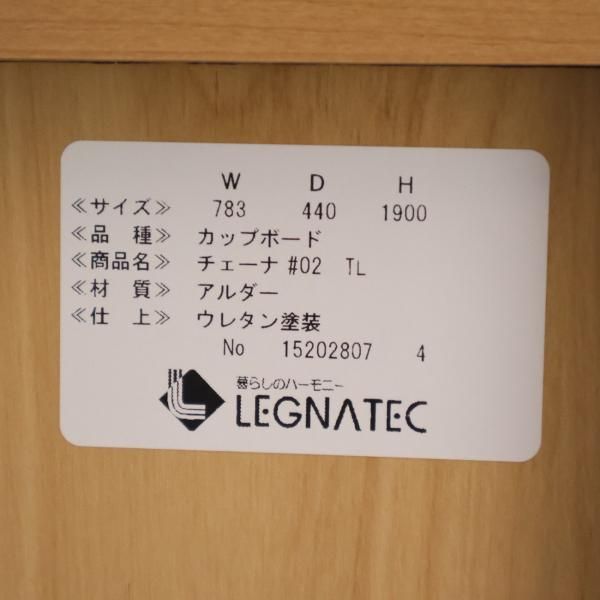 W D H
≪サイズ≫ 783 440 1900
≪品 種≫ カップボード
≪商品名≫ チェーナ #02 TL
≪材 質≫ アルダー
≪仕 上≫ ウレタン塗装
No 15202807 4
暮らしのハーモニー
LEGNATEC